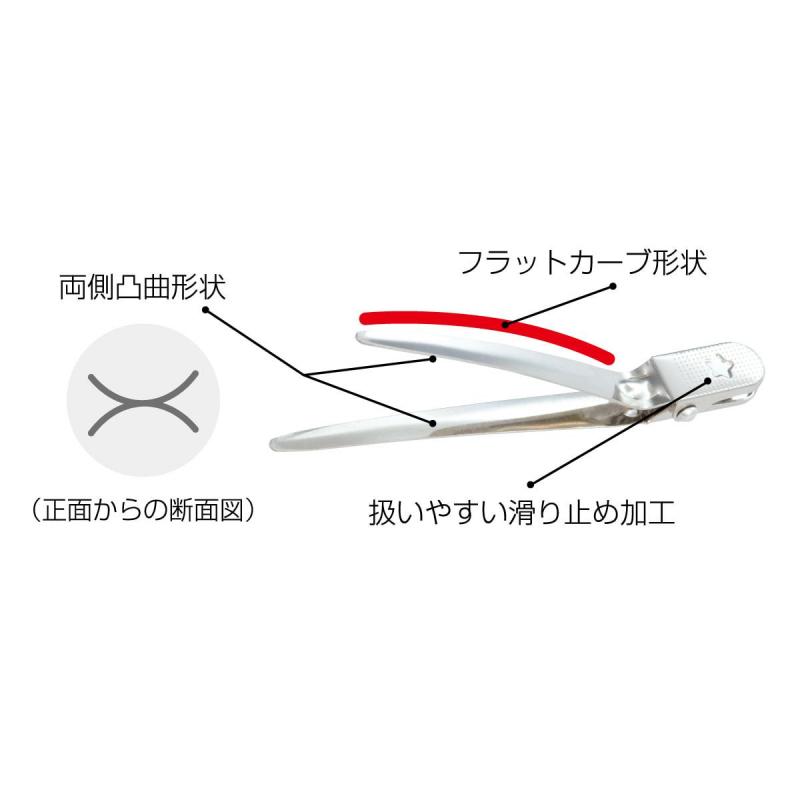 フラットカーブ形状
両側凸曲形状
（正面からの断面図）
扱いやすい滑り止め加工